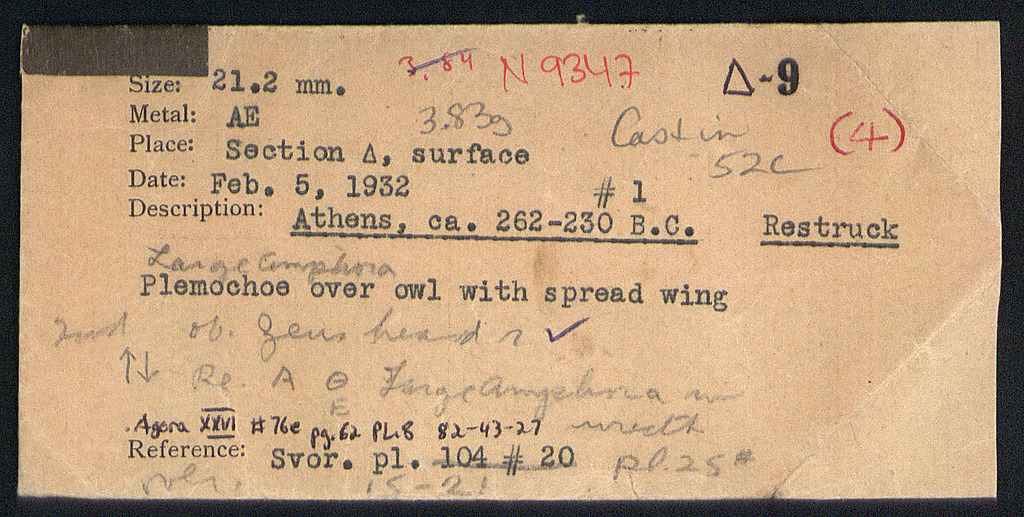 Size: 21.2 mm. 3.84 N 9347 Δ-9
Metal: AE 3.83g Cast in (4)
Place: Section Δ, surface 52c
Date: Feb. 5, 1932 # 1
Description: Athens, ca. 262-230 B.C. Restruck
Large amphora
Plemochoe over owl with spread wing
ob. Zeus head r ✓
↑↓ Re. A Θ Large amphora in
E wreath
Agora XXVI #76e pg.62 PL.8 82-43-27
Reference: Svor. pl. 104 # 20 pl.25 #
15-21